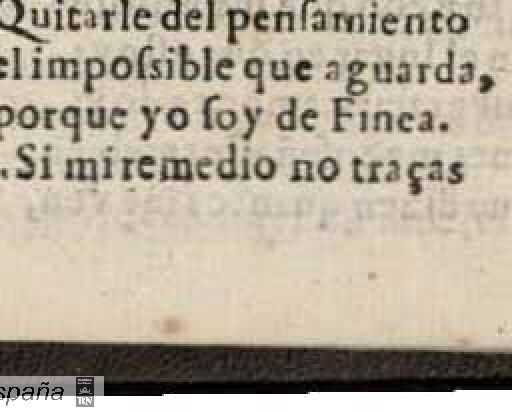 Quitarle del penſamiento
el impoſsible que aguarda,
porque yo ſoy de Finea.
. Si mi remedio no traças
spaña